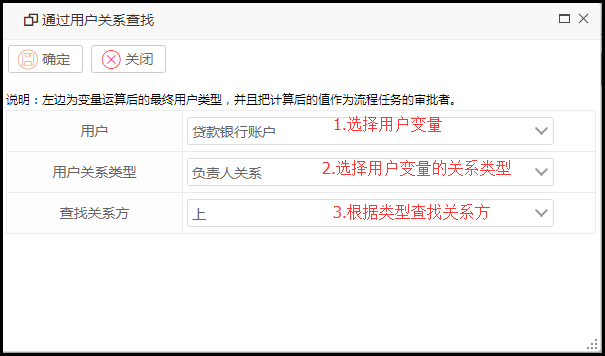 通过用户关系查找
确定 关闭
说明：左边为变量运算后的最终用户类型，并且把计算后的值作为流程任务的审批者。
用户 贷款银行账户 1.选择用户变量
用户关系类型 负责人关系 2.选择用户变量的关系类型
查找关系方 上 3.根据类型查找关系方